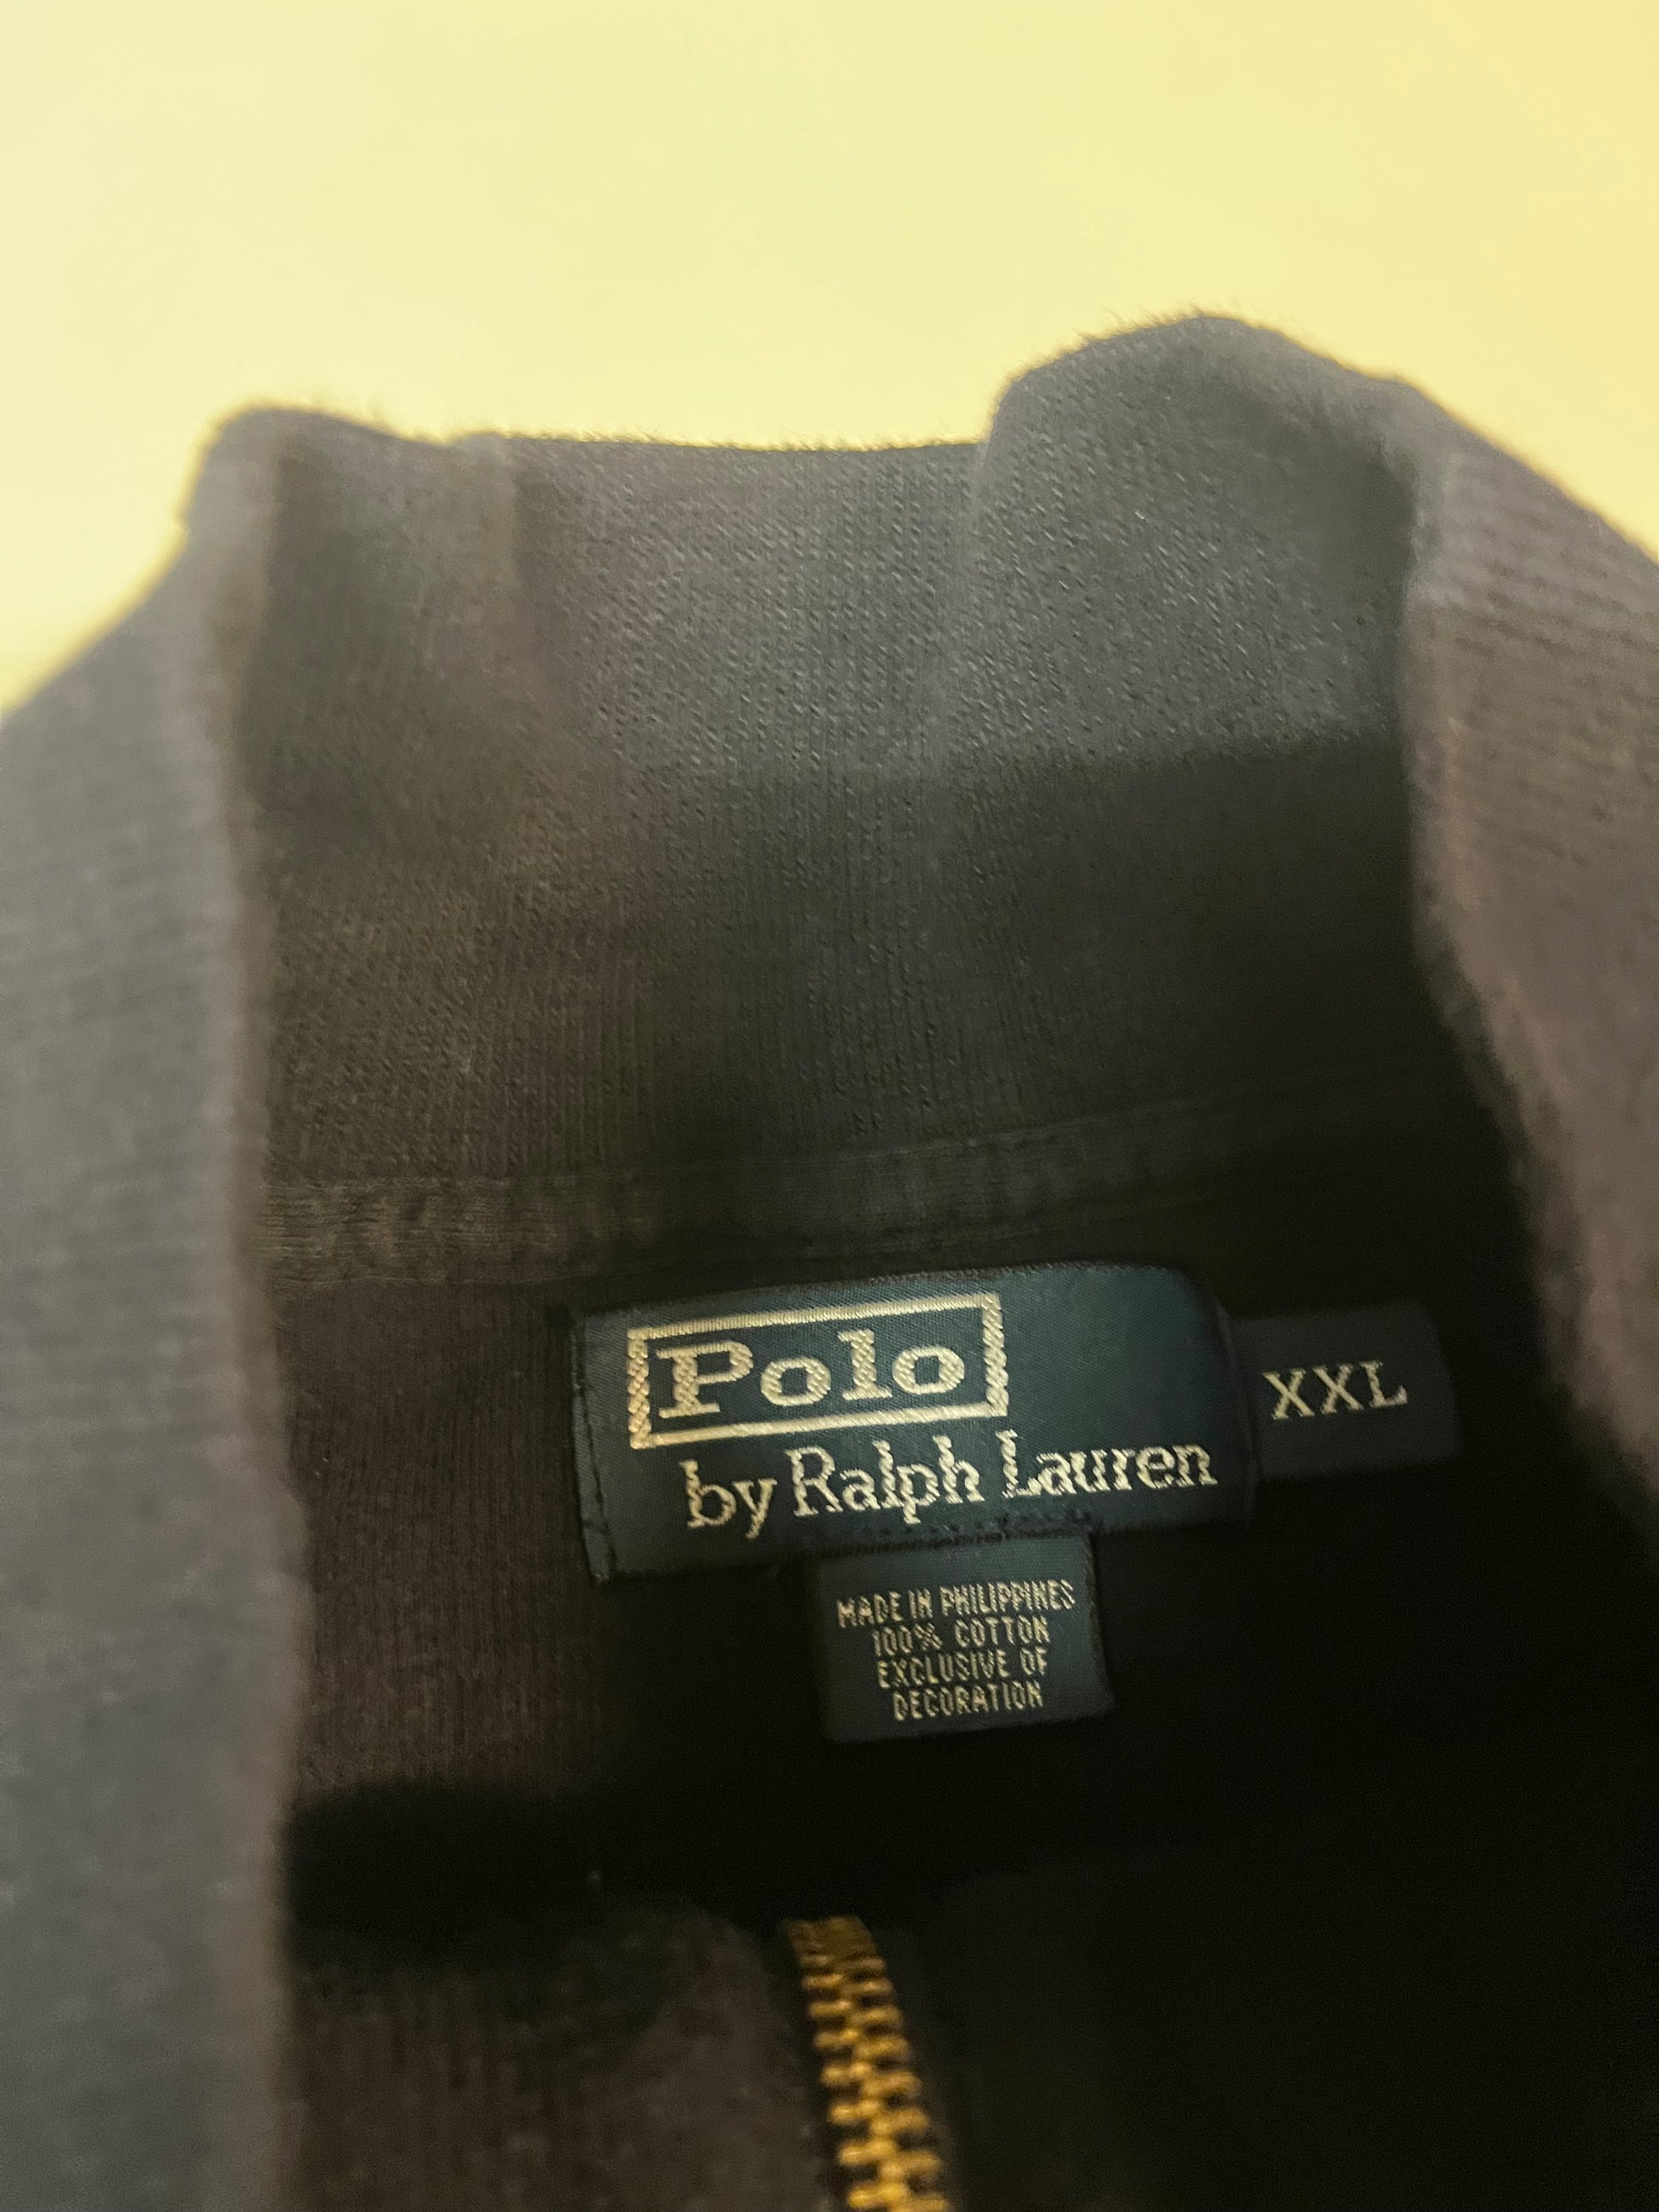 Polo
by Ralph Lauren
XXL
MADE IN PHILIPPINES
100% COTTON
EXCLUSIVE OF
DECORATION